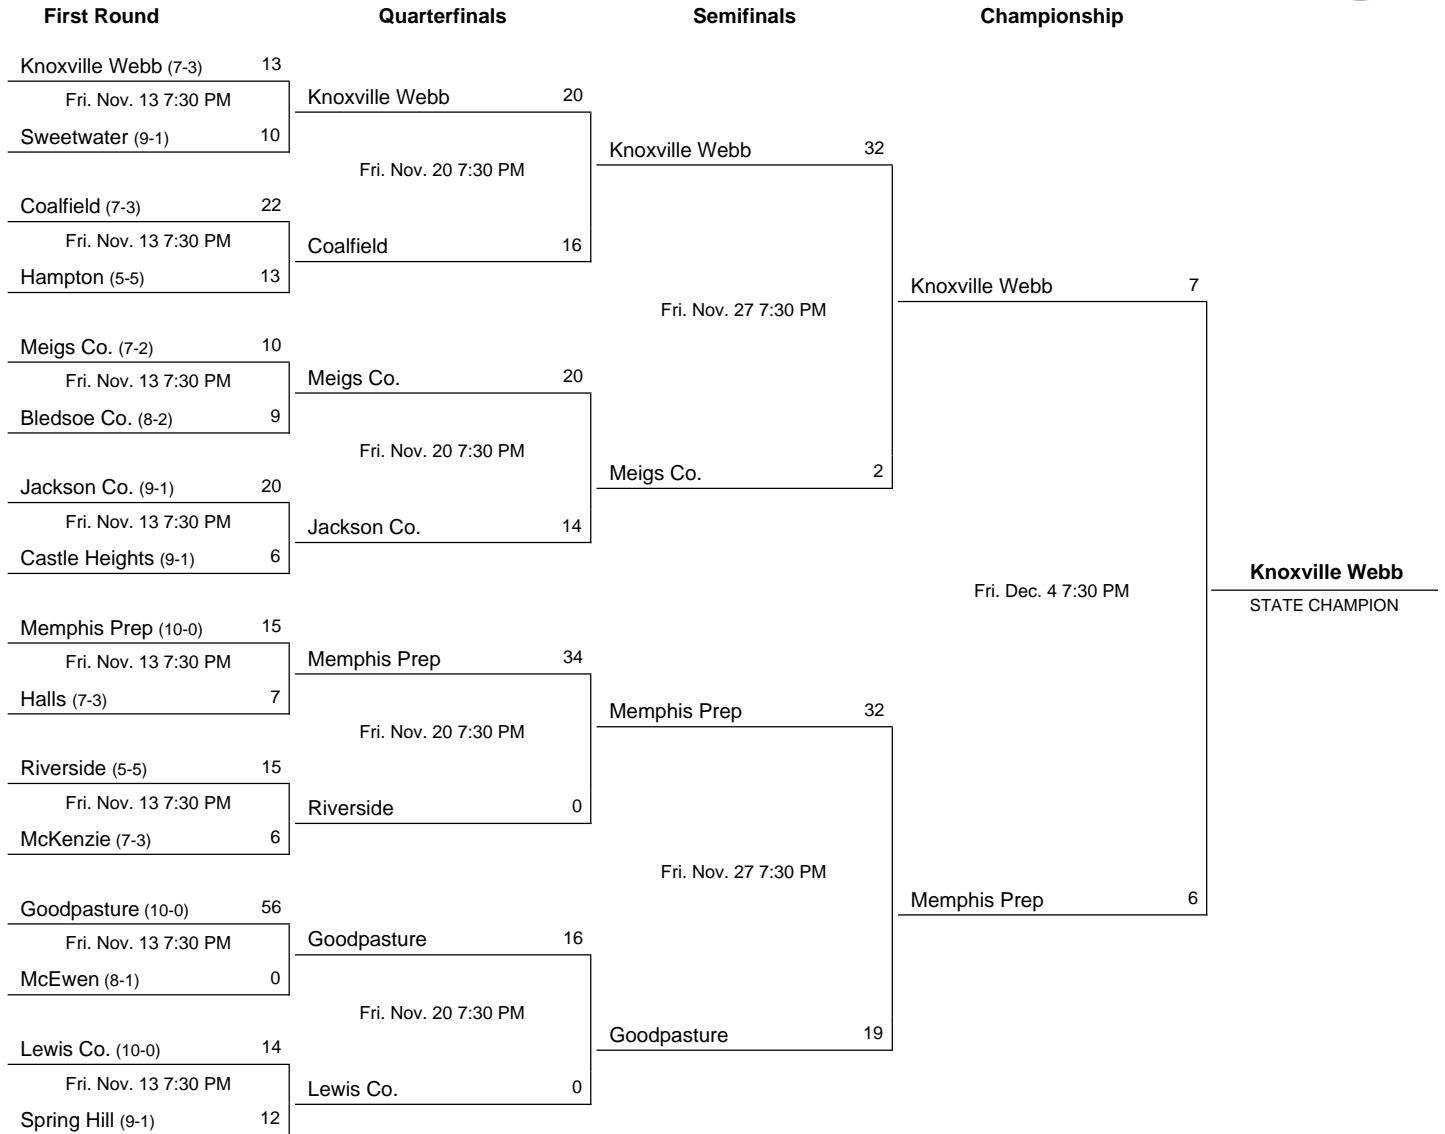 First Round Quarterfinals Semifinals Championship
Knoxville Webb (7-3) 13
Fri. Nov. 13 7:30 PM
Sweetwater (9-1) 10
Coalfield (7-3) 22
Fri. Nov. 13 7:30 PM
Hampton (5-5) 13
Meigs Co. (7-2) 10
Fri. Nov. 13 7:30 PM
Bledsoe Co. (8-2) 9
Jackson Co. (9-1) 20
Fri. Nov. 13 7:30 PM
Castle Heights (9-1) 6
Memphis Prep (10-0) 15
Fri. Nov. 13 7:30 PM
Halls (7-3) 7
Riverside (5-5) 15
Fri. Nov. 13 7:30 PM
McKenzie (7-3) 6
Goodpasture (10-0) 56
Fri. Nov. 13 7:30 PM
McEwen (8-1) 0
Lewis Co. (10-0) 14
Fri. Nov. 13 7:30 PM
Spring Hill (9-1) 12
Knoxville Webb 20
Fri. Nov. 20 7:30 PM
Coalfield 16
Meigs Co. 20
Fri. Nov. 20 7:30 PM
Jackson Co. 14
Memphis Prep 34
Fri. Nov. 20 7:30 PM
Riverside 0
Goodpasture 16
Fri. Nov. 20 7:30 PM
Lewis Co. 0
Knoxville Webb 32
Fri. Nov. 27 7:30 PM
Meigs Co. 2
Memphis Prep 32
Fri. Nov. 27 7:30 PM
Goodpasture 19
Knoxville Webb 7
Fri. Dec. 4 7:30 PM
Memphis Prep 6
Knoxville Webb
STATE CHAMPION